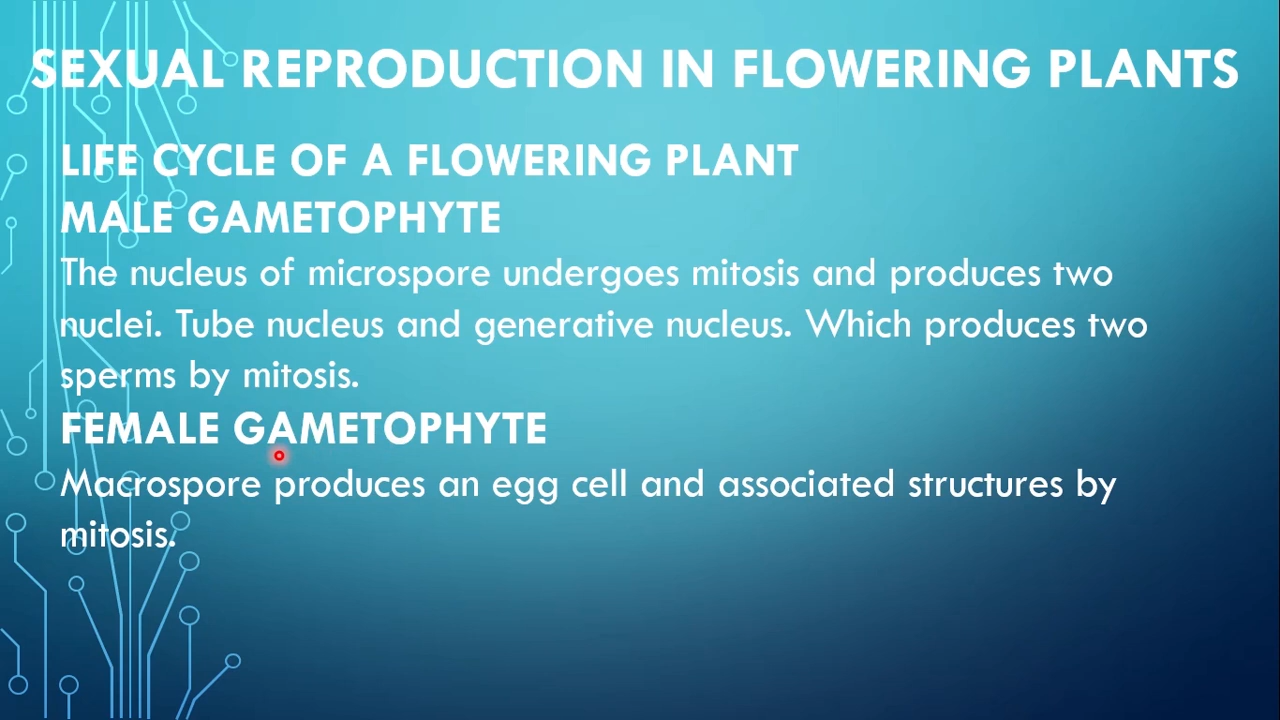 SEXUAL REPRODUCTION IN FLOWERING PLANTS
LIFE CYCLE OF A FLOWERING PLANT
MALE GAMETOPHYTE
The nucleus of microspore undergoes mitosis and produces two
nuclei. Tube nucleus and generative nucleus. Which produces two
sperms by mitosis.
FEMALE GAMETOPHYTE
Macrospore produces an egg cell and associated structures by
mitosis.